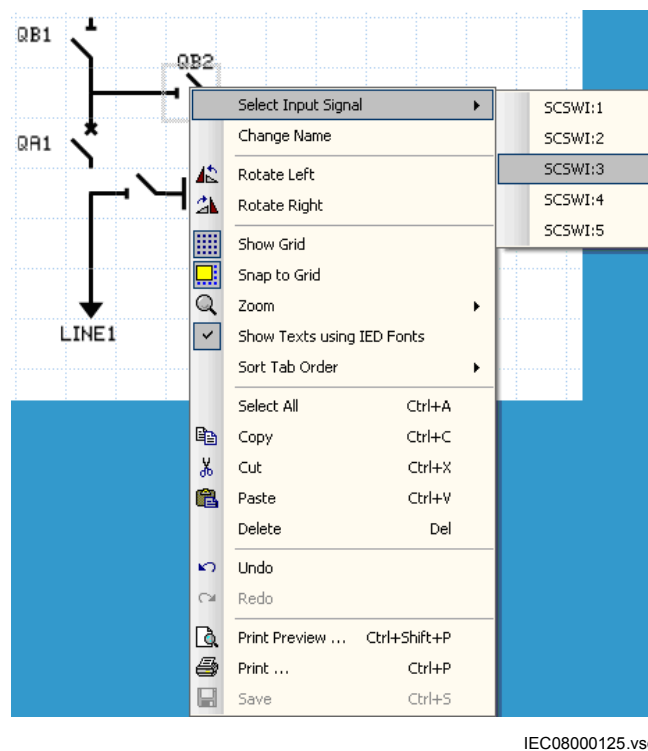 QB1
QB2
QA1
LINE1
Select Input Signal
Change Name
Rotate Left
Rotate Right
Show Grid
Snap to Grid
Zoom
Show Texts using IED Fonts
Sort Tab Order
Select All Ctrl+A
Copy Ctrl+C
Cut Ctrl+X
Paste Ctrl+V
Delete Del
Undo
Redo
Print Preview ... Ctrl+Shift+P
Print ... Ctrl+P
Save Ctrl+S
SCSWI:1
SCSWI:2
SCSWI:3
SCSWI:4
SCSWI:5
IEC08000125.vs